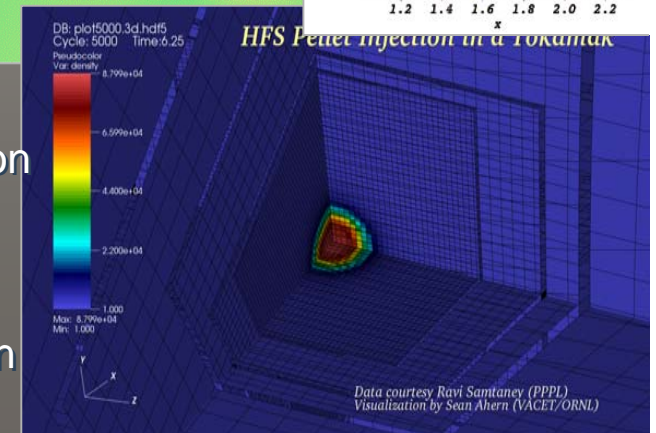 1.2 1.4 1.6 1.8 2.0 2.2
x
HFS Pellet Injection in a Tokamak
DB: plot5000.3d.hdf5
Cycle: 5000 Time:6.25
Pseudocolor
Var: density
8.799e+04
6.599e+04
4.400e+04
2.200e+04
1.000
Max: 8.799e+04
Min: 1.000
Y
X
Z
on
n
Data courtesy Ravi Samtaney (PPPL)
Visualization by Sean Ahern (VACET/ORNL)